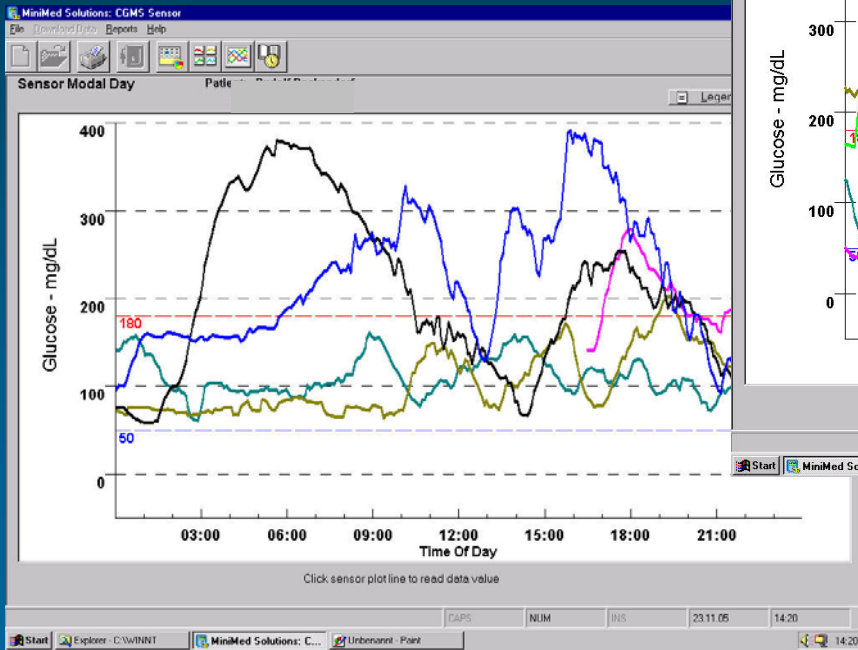 MiniMed Solutions: CGMS Sensor
File Download Data Reports Help
Sensor Modal Day
Legen
400
300
200
180
100
50
0
Glucose - mg/dL
03:00 06:00 09:00 12:00 15:00 18:00 21:00
Time Of Day
Click sensor plot line to read data value
CAPS NUM INS 23.11.05 14:20
Start Explorer - C:\WINNT MiniMed Solutions: C... Unbenannt - Paint 14:20
300
200
100
0
Glucose - mg/dL
Start MiniMed So